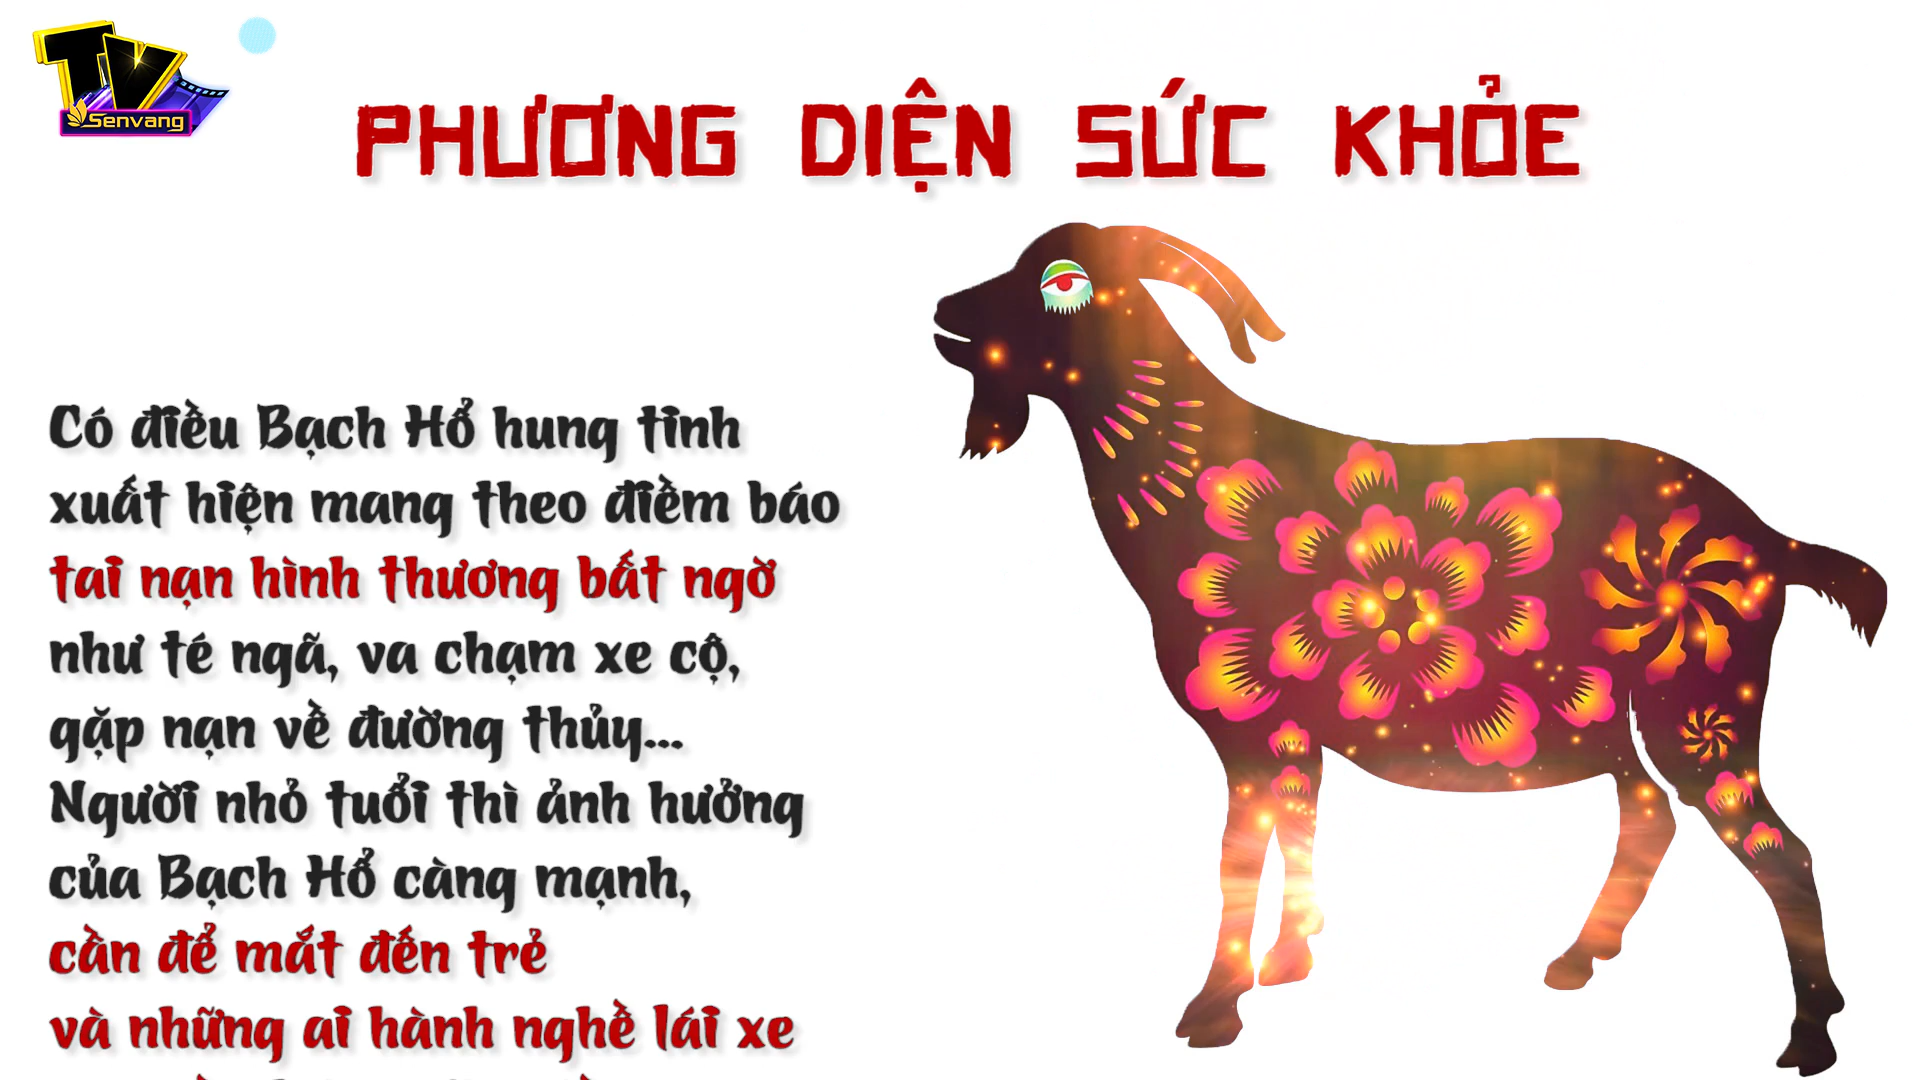 TV
Senvang
PHƯƠNG DIỆN SỨC KHỎE
Có điều Bạch Hổ hung tinh
xuất hiện mang theo điềm báo
tai nạn hình thương bất ngờ
như té ngã, va chạm xe cộ,
gặp nạn về đường thủy...
Người nhỏ tuổi thì ảnh hưởng
của Bạch Hổ càng mạnh,
cần để mắt đến trẻ
và những ai hành nghề lái xe